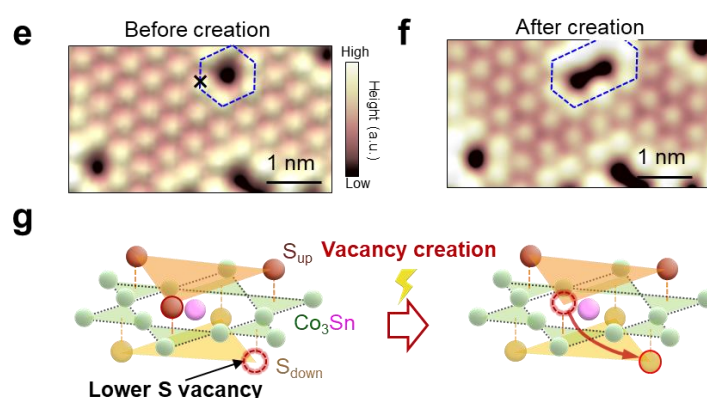 e
Before creation
High
Height (a.u.)
Low
1 nm
f
After creation
1 nm
g
Sup
Vacancy creation
Co3Sn
Sdown
Lower S vacancy